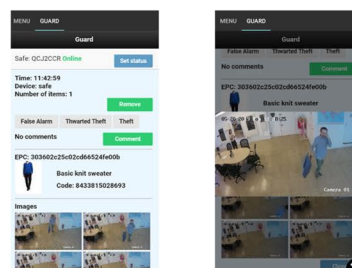 MENU GUARD
Guard
Safe: QCJ2CCR Online
Set status
Time: 11:42:59
Device: safe
Number of items: 1
Remove
False Alarm Thwarted Theft Theft
No comments
Comment
EPC: 303602c25c02cd66524fe00b
Basic knit sweater
Code: 8433815028693
Images
MENU GUARD
Guard
False Alarm Thwarted Theft Theft
No comments
Comment
EPC: 303602c25c02cd66524fe00b
Basic knit sweater
Camera 01